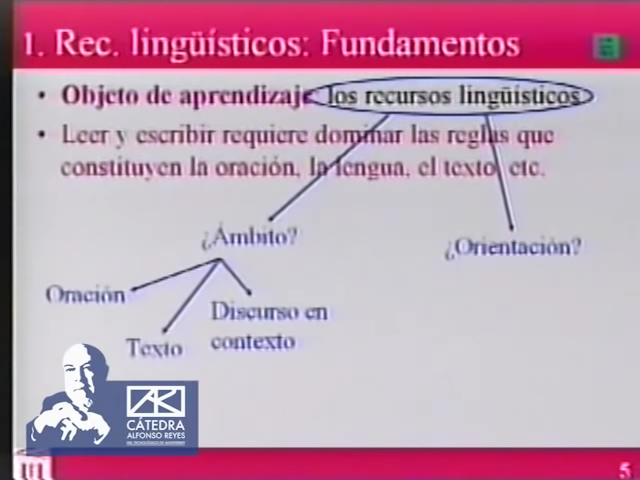 1. Rec. lingüísticos: Fundamentos
• Objeto de aprendizaje los recursos lingüísticos
• Leer y escribir requiere dominar las reglas que
constituyen la oración, la lengua, el texto, etc.
¿Ámbito?
¿Orientación?
Oración
Discurso en
contexto
Texto
AR
CÁTEDRA
ALFONSO REYES
5